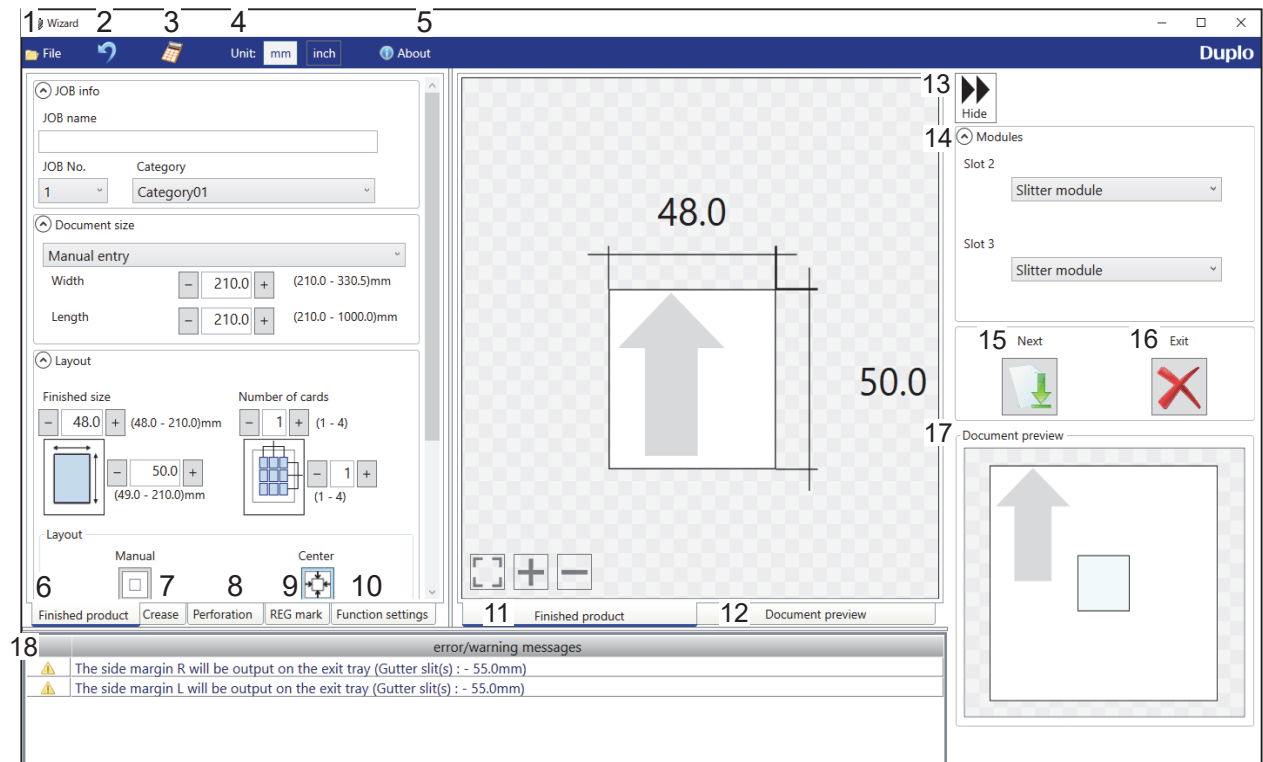 1 Wizard 2 3 4 5
File Unit: mm inch About Duplo
JOB info
JOB name
JOB No. Category
1 Category01
Document size
Manual entry
Width - 210.0 + (210.0 - 330.5)mm
Length - 210.0 + (210.0 - 1000.0)mm
Layout
Finished size Number of cards
- 48.0 + (48.0 - 210.0)mm - 1 + (1 - 4)
- 50.0 + - 1 +
(49.0 - 210.0)mm (1 - 4)
Layout
Manual Center
6 7 8 9 10
Finished product Crease Perforation REG mark Function settings
48.0
50.0
11 Finished product 12 Document preview
13
Hide
14 Modules
Slot 2
Slitter module
Slot 3
Slitter module
15 Next 16 Exit
17 Document preview
18 error/warning messages
The side margin R will be output on the exit tray (Gutter slit(s) : - 55.0mm)
The side margin L will be output on the exit tray (Gutter slit(s) : - 55.0mm)